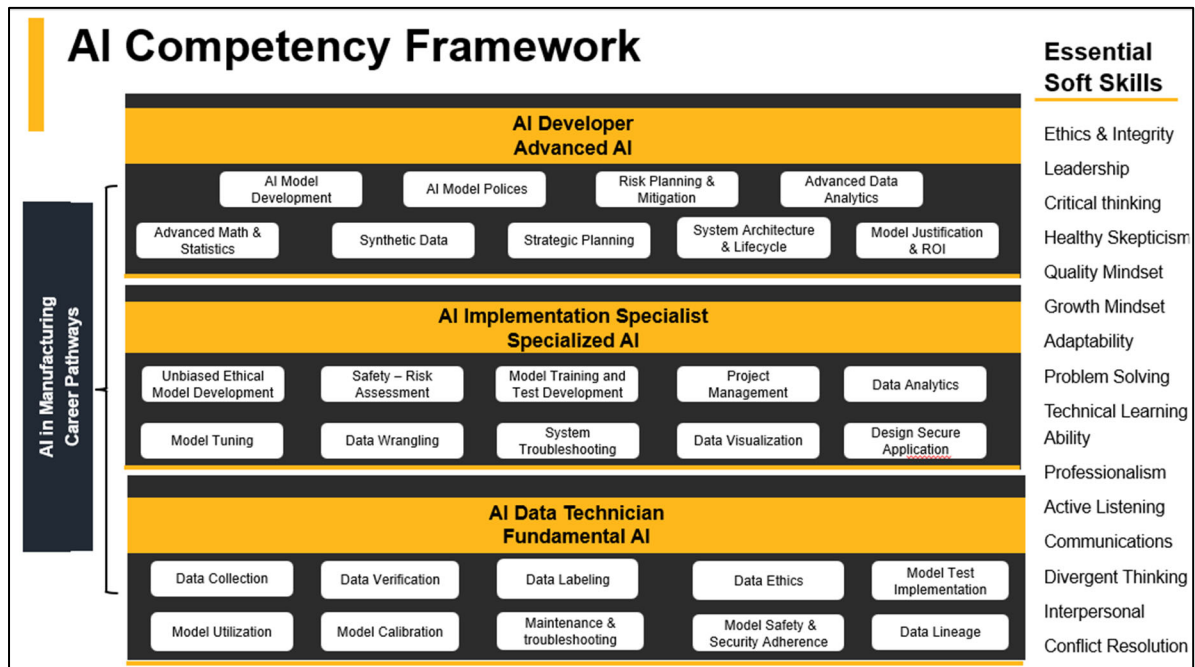 AI Competency Framework
Essential
Soft Skills
AI in Manufacturing
Career Pathways
AI Developer
Advanced AI
AI Model
Development
AI Model Polices
Risk Planning &
Mitigation
Advanced Data
Analytics
Advanced Math &
Statistics
Synthetic Data
Strategic Planning
System Architecture
& Lifecycle
Model Justification
& ROI
AI Implementation Specialist
Specialized AI
Unbiased Ethical
Model Development
Safety – Risk
Assessment
Model Training and
Test Development
Project
Management
Data Analytics
Model Tuning
Data Wrangling
System
Troubleshooting
Data Visualization
Design Secure
Application
AI Data Technician
Fundamental AI
Data Collection
Data Verification
Data Labeling
Data Ethics
Model Test
Implementation
Model Utilization
Model Calibration
Maintenance &
troubleshooting
Model Safety &
Security Adherence
Data Lineage
Ethics & Integrity
Leadership
Critical thinking
Healthy Skepticism
Quality Mindset
Growth Mindset
Adaptability
Problem Solving
Technical Learning
Ability
Professionalism
Active Listening
Communications
Divergent Thinking
Interpersonal
Conflict Resolution